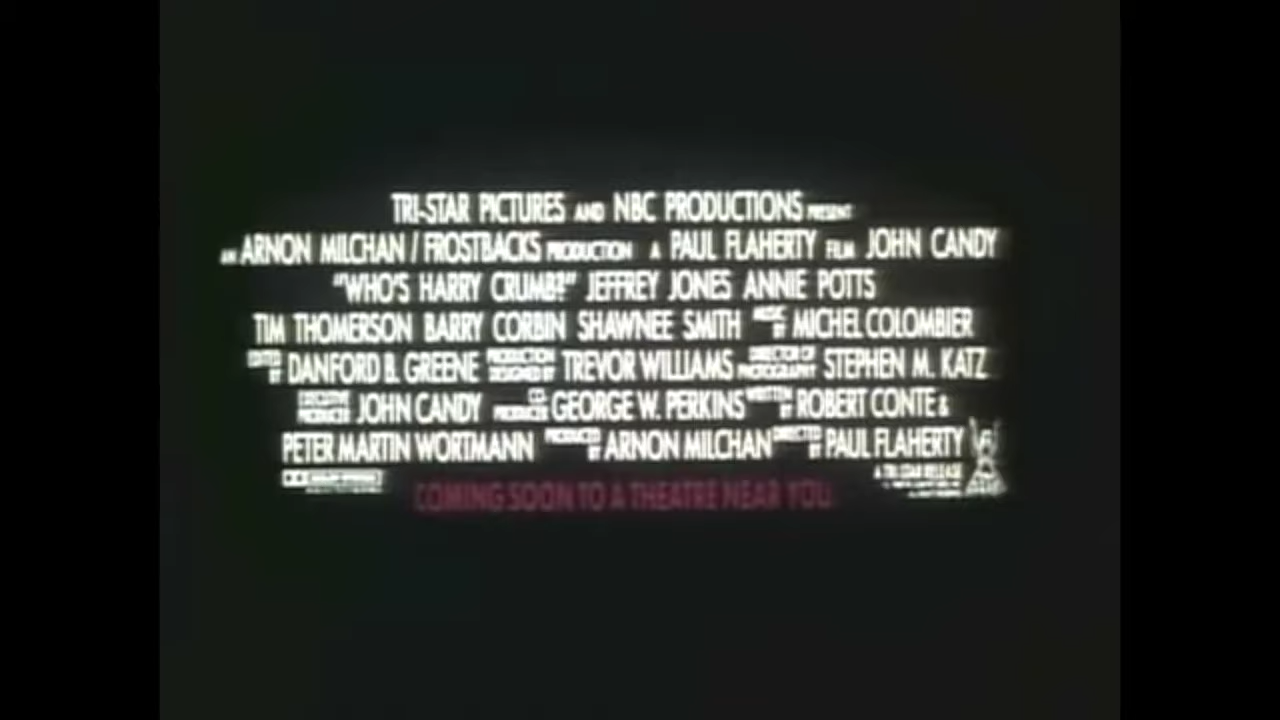 TRI-STAR PICTURES AND NBC PRODUCTIONS PRESENT
AN ARNON MILCHAN / FROSTBACKS PRODUCTION A PAUL FLAHERTY FILM JOHN CANDY
"WHO'S HARRY CRUMB?" JEFFREY JONES ANNIE POTTS
TIM THOMERSON BARRY CORBIN SHAWNEE SMITH MUSIC BY MICHEL COLOMBIER
EDITED BY DANFORD B. GREENE PRODUCTION DESIGNED BY TREVOR WILLIAMS DIRECTOR OF PHOTOGRAPHY STEPHEN M. KATZ
EXECUTIVE PRODUCER JOHN CANDY CO-PRODUCER GEORGE W. PERKINS WRITTEN BY ROBERT CONTE &
PETER MARTIN WORTMANN PRODUCED BY ARNON MILCHAN DIRECTED BY PAUL FLAHERTY
A TRI-STAR RELEASE
COMING SOON TO A THEATRE NEAR YOU